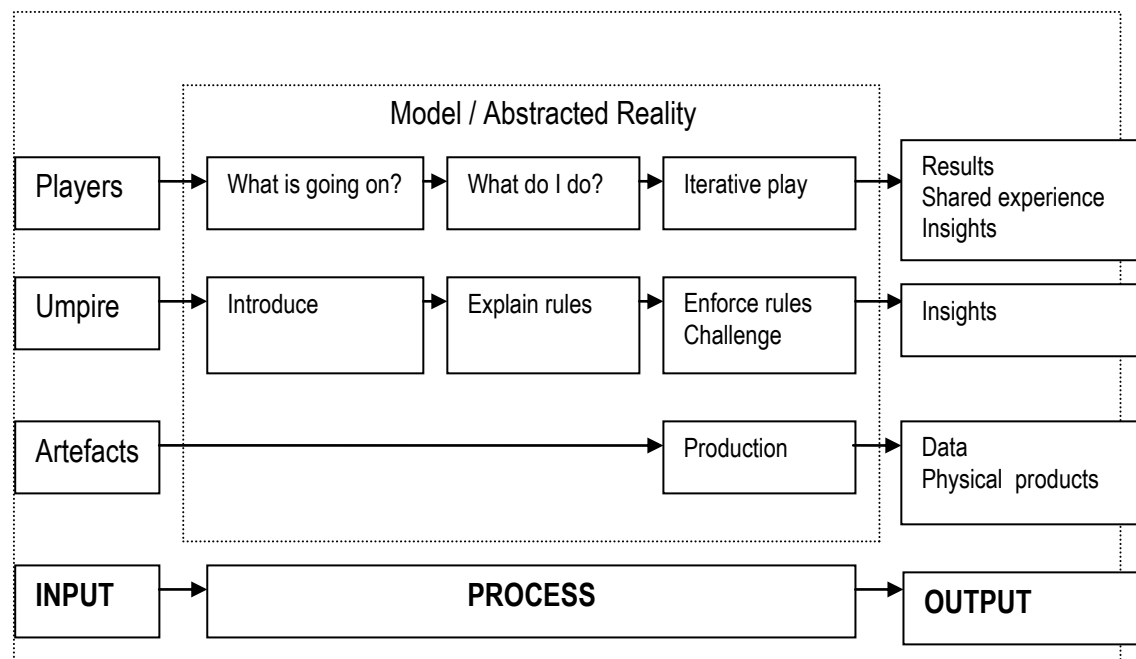 Model / Abstracted Reality
Players
What is going on?
What do I do?
Iterative play
Results
Shared experience
Insights
Umpire
Introduce
Explain rules
Enforce rules
Challenge
Insights
Artefacts
Production
Data
Physical products
INPUT
PROCESS
OUTPUT